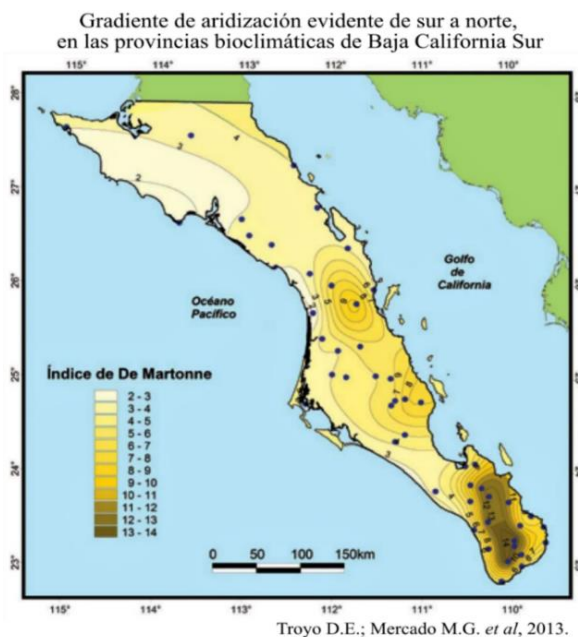 Gradiente de aridización evidente de sur a norte,
en las provincias bioclimáticas de Baja California Sur
115°
114°
113°
112°
111°
110°
28°
27°
26°
25°
24°
23°
Golfo
de
California
Océano
Pacífico
Índice de De Martonne
2 - 3
3 - 4
4 - 5
5 - 6
6 - 7
7 - 8
8 - 9
9 - 10
10 - 11
11 - 12
12 - 13
13 - 14
0 50 100 150km
115°
114°
113°
112°
111°
110°
Troyo D.E.; Mercado M.G. et al, 2013.